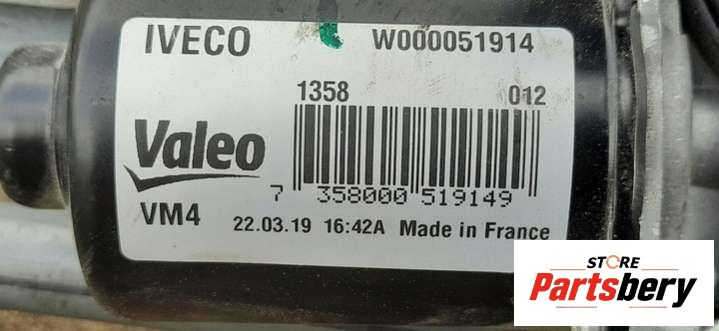 IVECO W000051914
1358 012
Valeo
7 358000 519149
VM4 22.03.19 16:42A Made in France
STORE
Partsbery